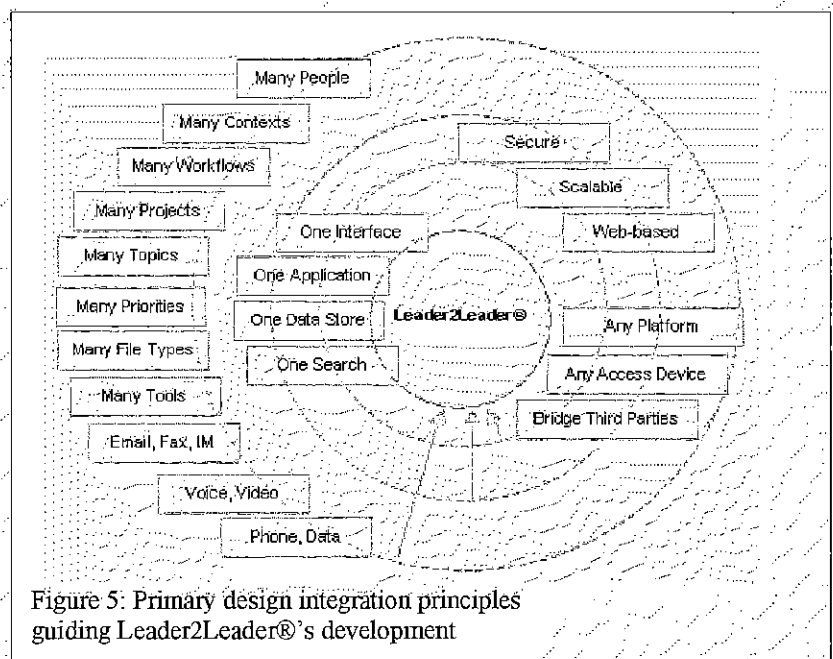 Many People
Many Contexts
Many Workflows
Many Projects
Many Topics
Many Priorities
Many File Types
Many Tools
Email, Fax, IM
Voice, Video
Phone, Data
One Interface
One Application
One Data Store
One Search
Leader2Leader®
Secure
Scalable
Web-based
Any Platform
Any Access Device
Bridge Third Parties
Figure 5: Primary design integration principles
guiding Leader2Leader®'s development